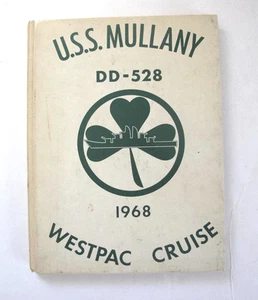 U.S.S. MULLANY
DD-528
1968
WESTPAC CRUISE